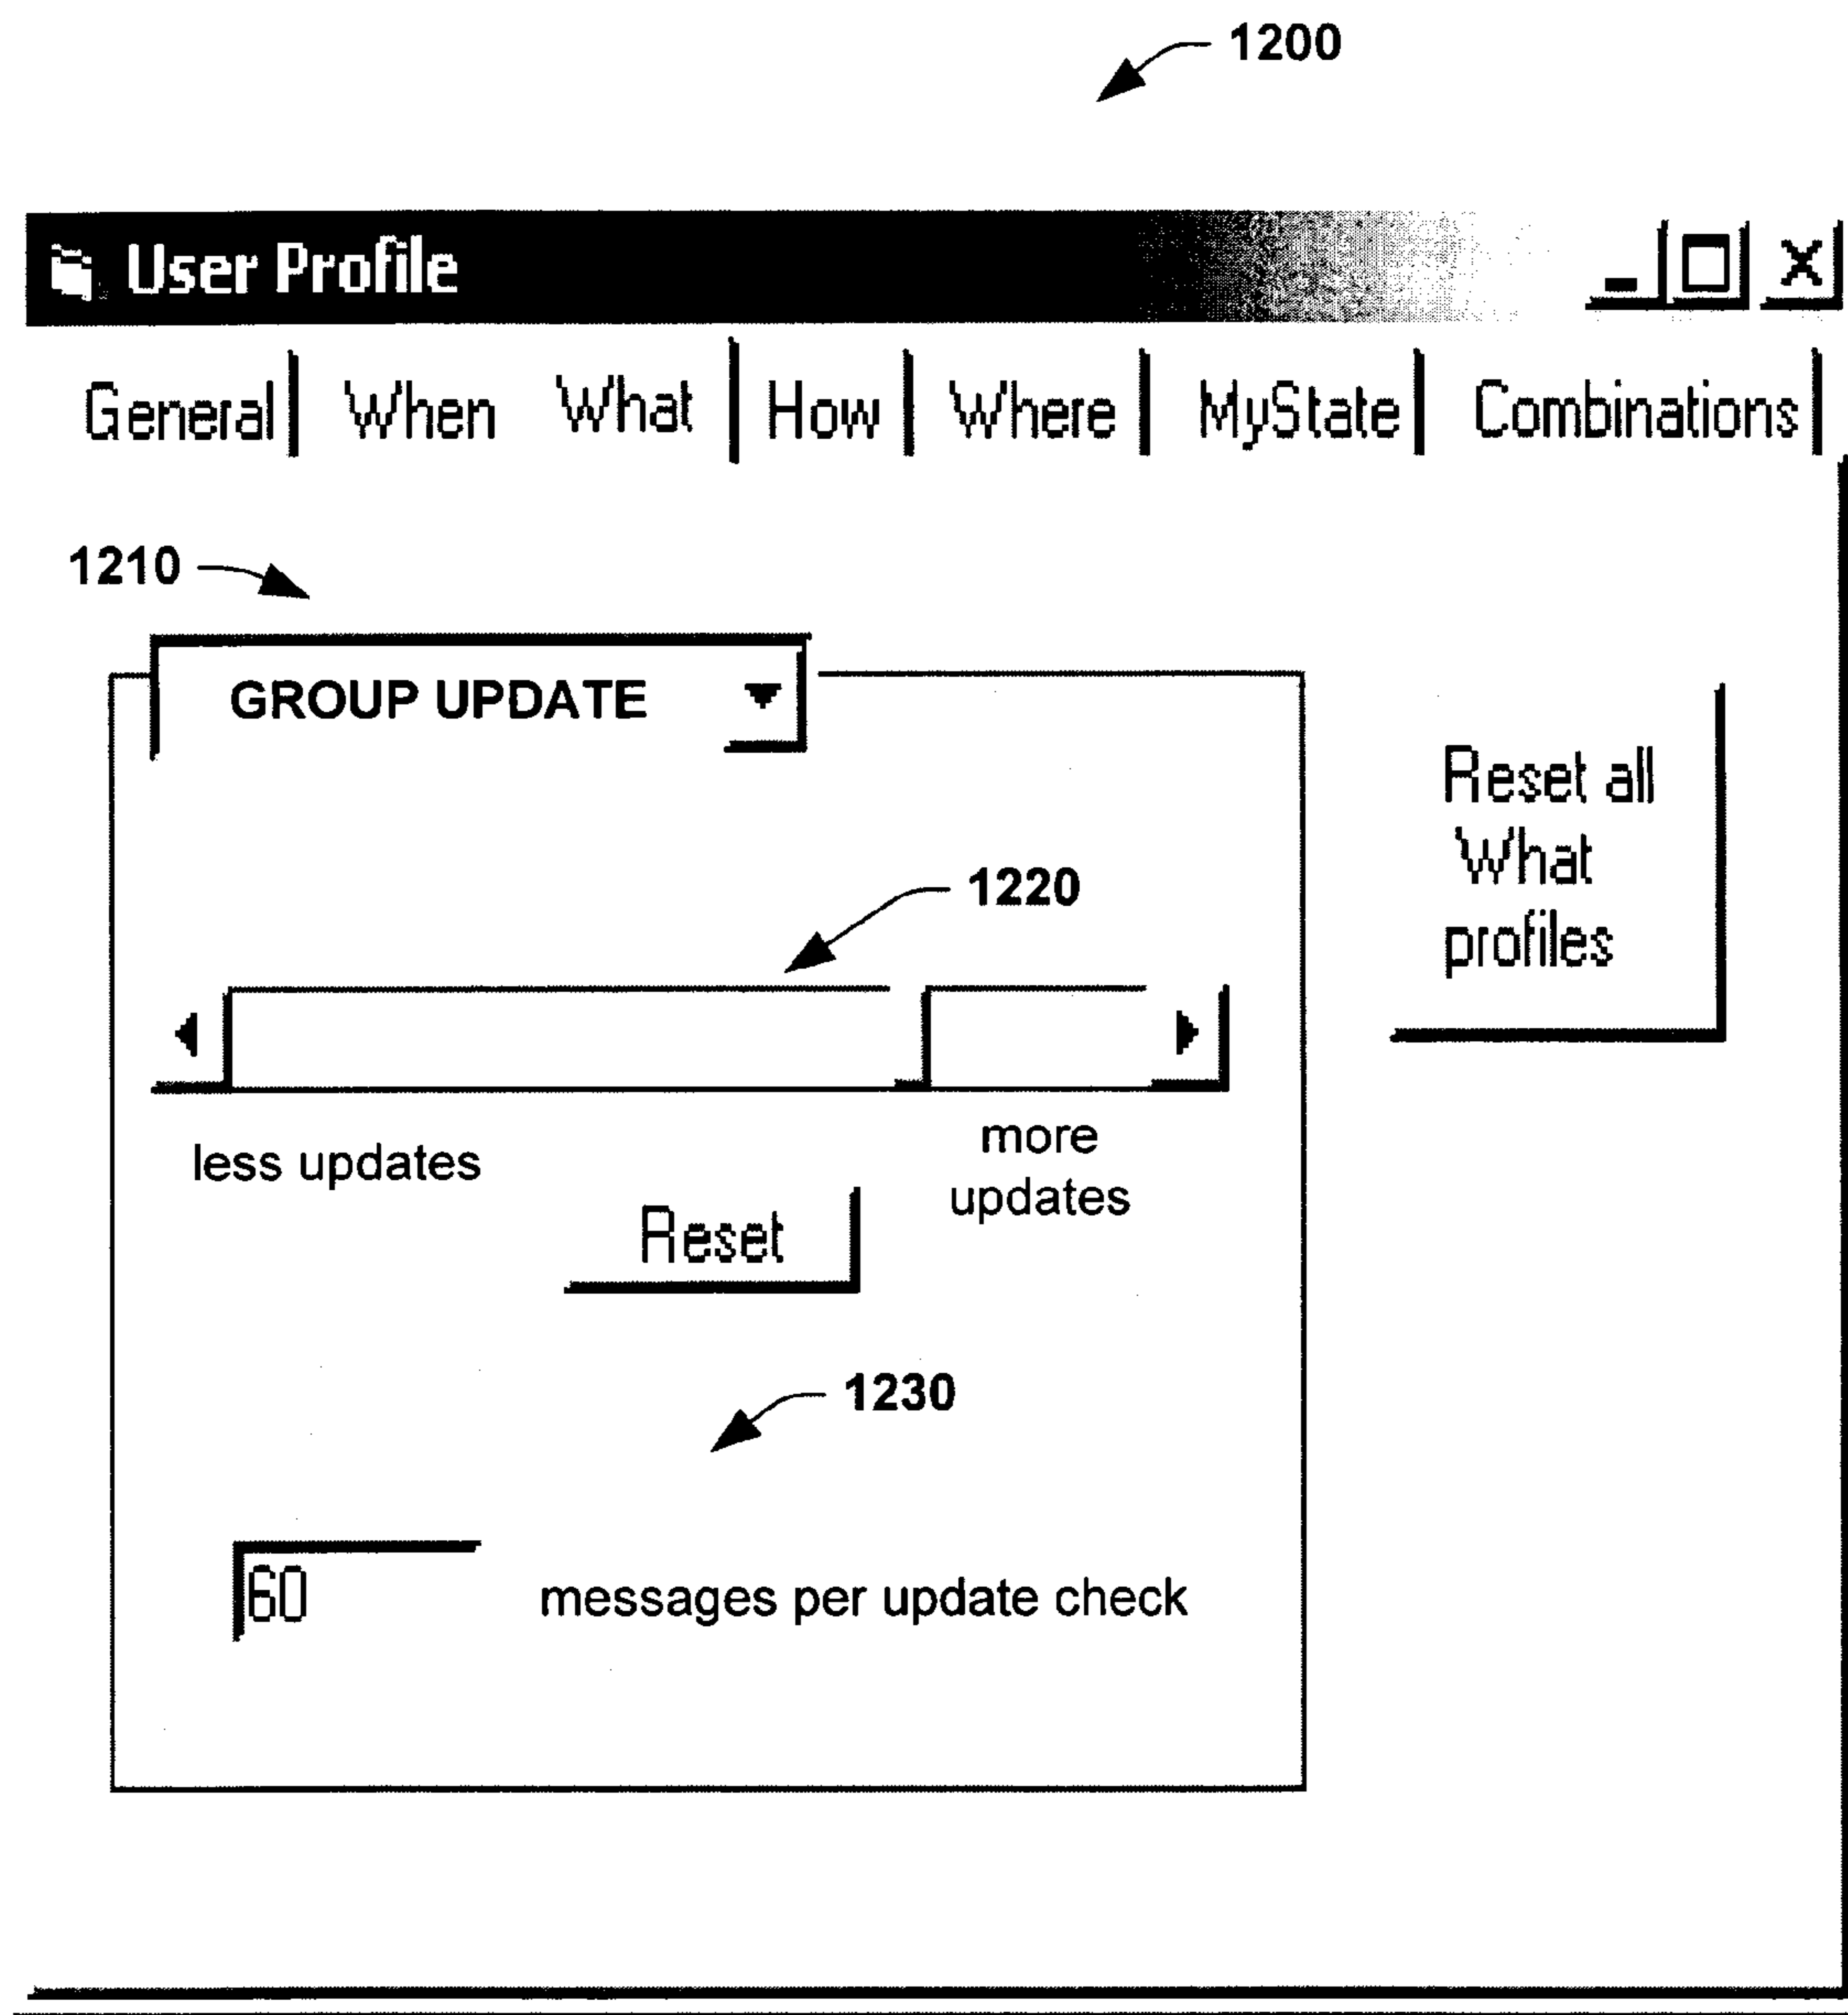 1200
User Profile
General When What How Where MyState Combinations
1210
GROUP UPDATE
Reset all
What
profiles
1220
less updates
more
updates
Reset
1230
60 messages per update check